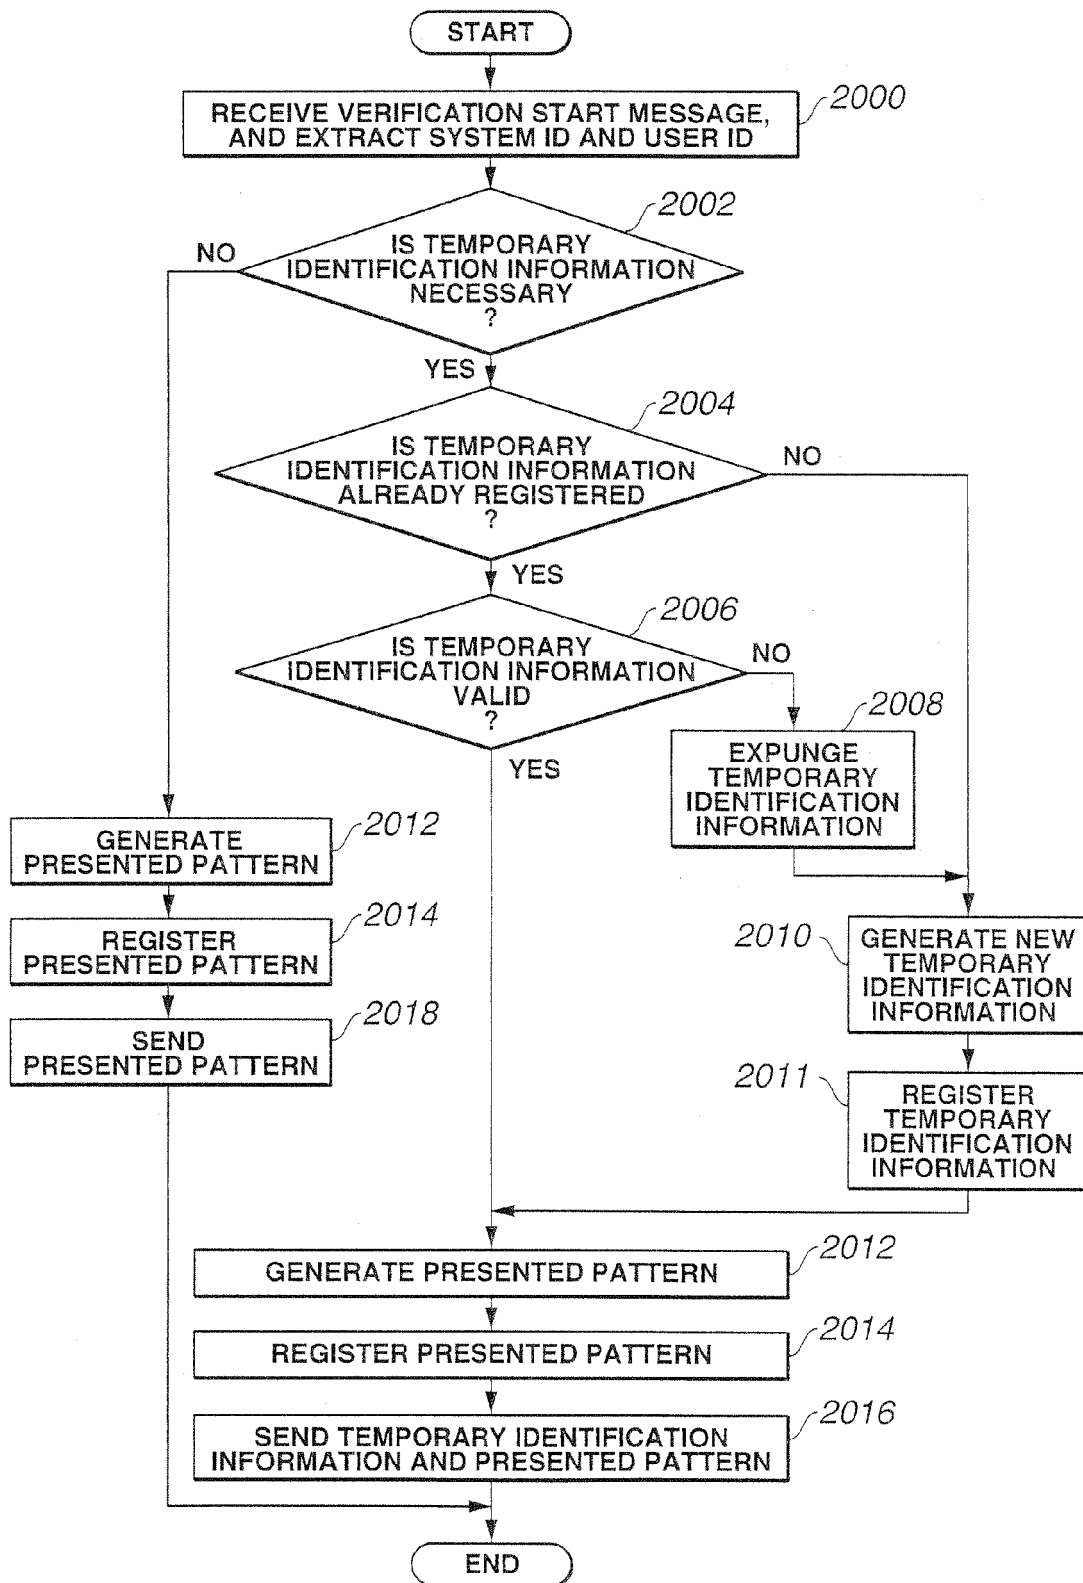 START
RECEIVE VERIFICATION START MESSAGE,
AND EXTRACT SYSTEM ID AND USER ID
2000
2002
IS TEMPORARY
IDENTIFICATION INFORMATION
NECESSARY
?
NO
YES
2004
IS TEMPORARY
IDENTIFICATION INFORMATION
ALREADY REGISTERED
?
NO
YES
2006
IS TEMPORARY
IDENTIFICATION INFORMATION
VALID
?
NO
YES
2008
EXPUNGE
TEMPORARY
IDENTIFICATION
INFORMATION
2012
GENERATE
PRESENTED PATTERN
2014
REGISTER
PRESENTED PATTERN
2018
SEND
PRESENTED PATTERN
2010
GENERATE NEW
TEMPORARY
IDENTIFICATION
INFORMATION
2011
REGISTER
TEMPORARY
IDENTIFICATION
INFORMATION
2012
GENERATE PRESENTED PATTERN
2014
REGISTER PRESENTED PATTERN
2016
SEND TEMPORARY IDENTIFICATION
INFORMATION AND PRESENTED PATTERN
END